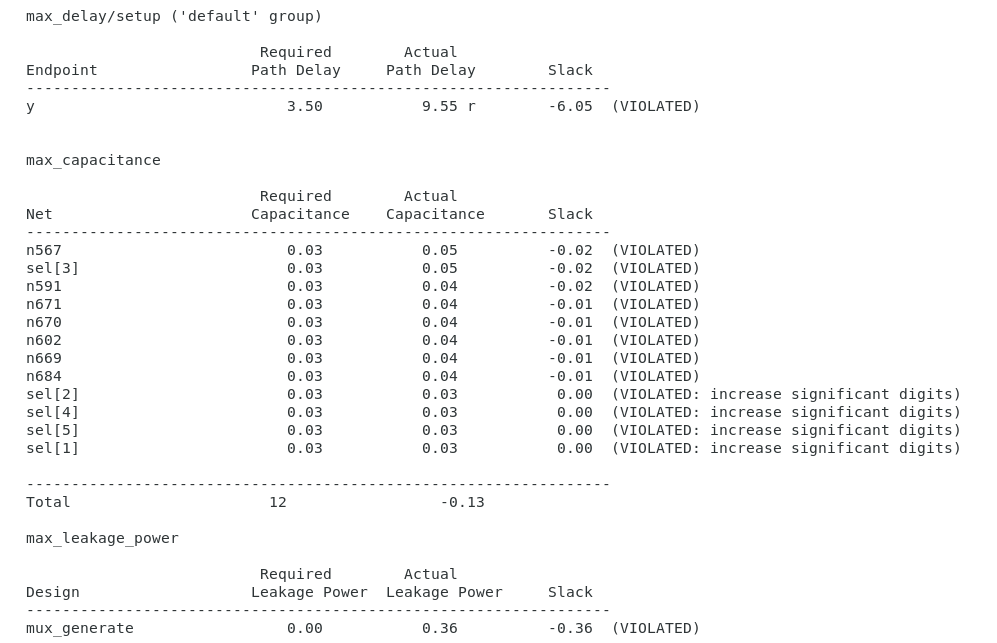 max_delay/setup ('default' group)
Required Actual
Endpoint Path Delay Path Delay Slack
-----------------------------------------------------------------
y 3.50 9.55 r -6.05 (VIOLATED)
max_capacitance
Required Actual
Net Capacitance Capacitance Slack
-----------------------------------------------------------------
n567 0.03 0.05 -0.02 (VIOLATED)
sel[3] 0.03 0.05 -0.02 (VIOLATED)
n591 0.03 0.04 -0.02 (VIOLATED)
n671 0.03 0.04 -0.01 (VIOLATED)
n670 0.03 0.04 -0.01 (VIOLATED)
n602 0.03 0.04 -0.01 (VIOLATED)
n669 0.03 0.04 -0.01 (VIOLATED)
n684 0.03 0.04 -0.01 (VIOLATED)
sel[2] 0.03 0.03 0.00 (VIOLATED: increase significant digits)
sel[4] 0.03 0.03 0.00 (VIOLATED: increase significant digits)
sel[5] 0.03 0.03 0.00 (VIOLATED: increase significant digits)
sel[1] 0.03 0.03 0.00 (VIOLATED: increase significant digits)
-----------------------------------------------------------------
Total 12 -0.13
max_leakage_power
Required Actual
Design Leakage Power Leakage Power Slack
-----------------------------------------------------------------
mux_generate 0.00 0.36 -0.36 (VIOLATED)